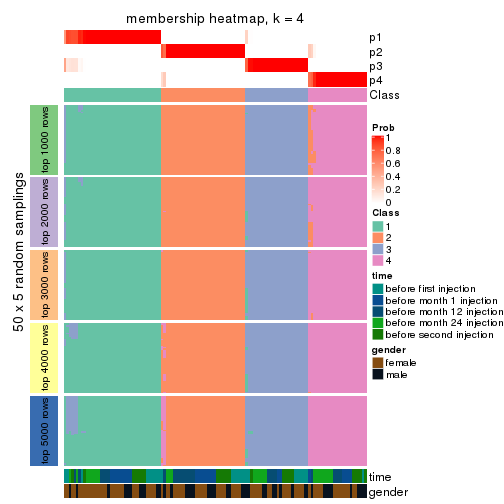 membership heatmap, k = 4
p1
p2
p3
p4
Class
50 x 5 random samplings
top 1000 rows
top 2000 rows
top 3000 rows
top 4000 rows
top 5000 rows
Prob
1
0.8
0.6
0.4
0.2
0
Class
1
2
3
4
time
before first injection
before month 1 injection
before month 12 injection
before month 24 injection
before second injection
gender
female
male
time
gender